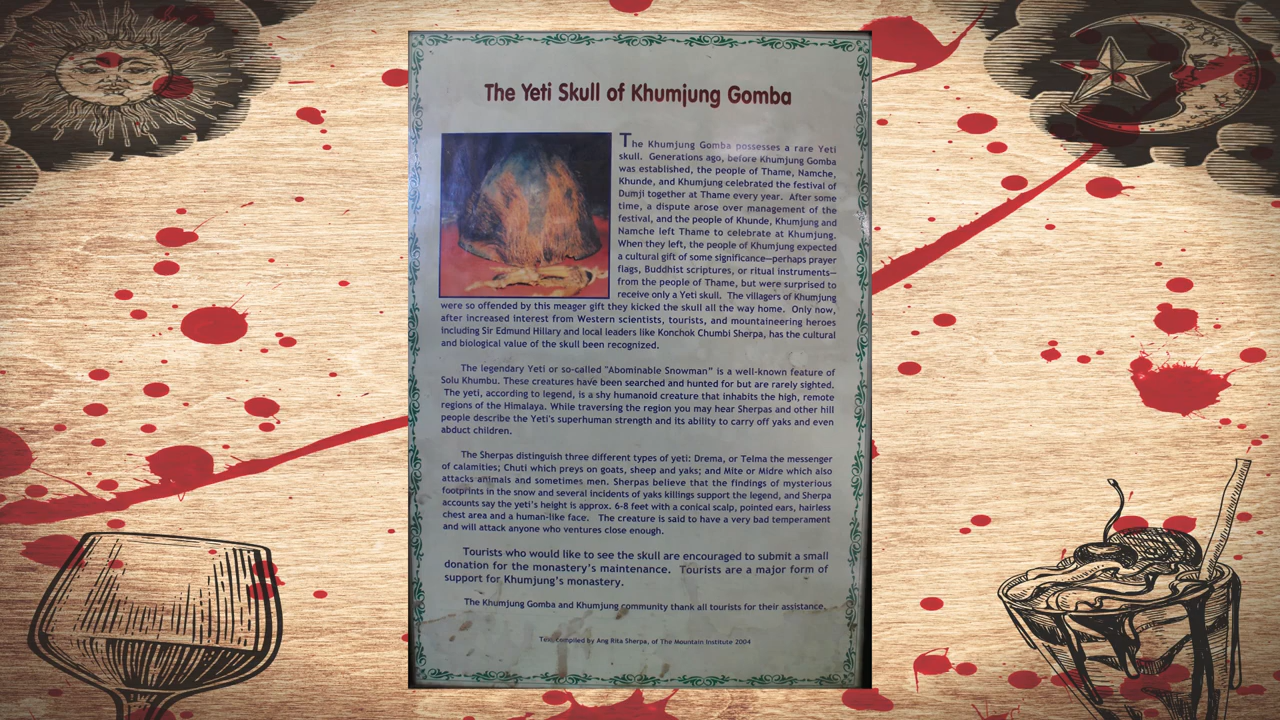 The Yeti Skull of Khumjung Gomba
The Khumjung Gomba possesses a rare Yeti
skull. Generations ago, before Khumjung Gomba
was established, the people of Thame, Namche,
Khunde, and Khumjung celebrated the festival of
Dumji together at Thame every year. After some
time, a dispute arose over management of the
festival, and the people of Khunde, Khumjung and
Namche left Thame to celebrate at Khumjung.
When they left, the people of Khumjung expected
a cultural gift of some significance—perhaps prayer
flags, Buddhist scriptures, or ritual instruments—
from the people of Thame, but were surprised to
receive only a Yeti skull. The villagers of Khumjung
were so offended by this meager gift they kicked the skull all the way home. Only now,
after increased interest from Western scientists, tourists, and mountaineering heroes
including Sir Edmund Hillary and local leaders like Konchok Chumbi Sherpa, has the cultural
and biological value of the skull been recognized.
The legendary Yeti or so-called "Abominable Snowman" is a well-known feature of
Solu Khumbu. These creatures have been searched and hunted for but are rarely sighted.
The yeti, according to legend, is a shy humanoid creature that inhabits the high, remote
regions of the Himalaya. While traversing the region you may hear Sherpas and other hill
people describe the Yeti's superhuman strength and its ability to carry off yaks and even
abduct children.
The Sherpas distinguish three different types of yeti: Drema, or Telma the messenger
of calamities; Chuti which preys on goats, sheep and yaks; and Mite or Midre which also
attacks animals and sometimes men. Sherpas believe that the findings of mysterious
footprints in the snow and several incidents of yaks killings support the legend, and Sherpa
accounts say the yeti's height is approx. 6-8 feet with a conical scalp, pointed ears, hairless
chest area and a human-like face. The creature is said to have a very bad temperament
and will attack anyone who ventures close enough.
Tourists who would like to see the skull are encouraged to submit a small
donation for the monastery's maintenance. Tourists are a major form of
support for Khumjung's monastery.
The Khumjung Gomba and Khumjung community thank all tourists for their assistance.
Text compiled by Ang Rita Sherpa, of The Mountain Institute 2004